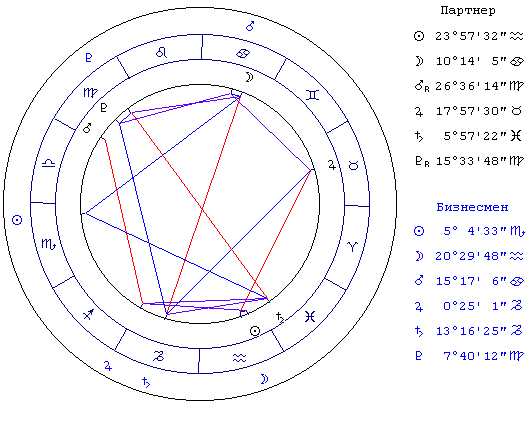 Партнер
☉ 23°57'32"♒
☽ 10°14' 5"♋
♂R 26°36'14"♍
♃ 17°57'30"♉
♄ 5°57'22"♓
♇R 15°33'48"♍
Бизнесмен
☉ 5° 4'33"♏
☽ 20°29'48"♒
♂ 15°17' 6"♋
♃ 0°25' 1"♑
♄ 13°16'25"♑
♇ 7°40'12"♍